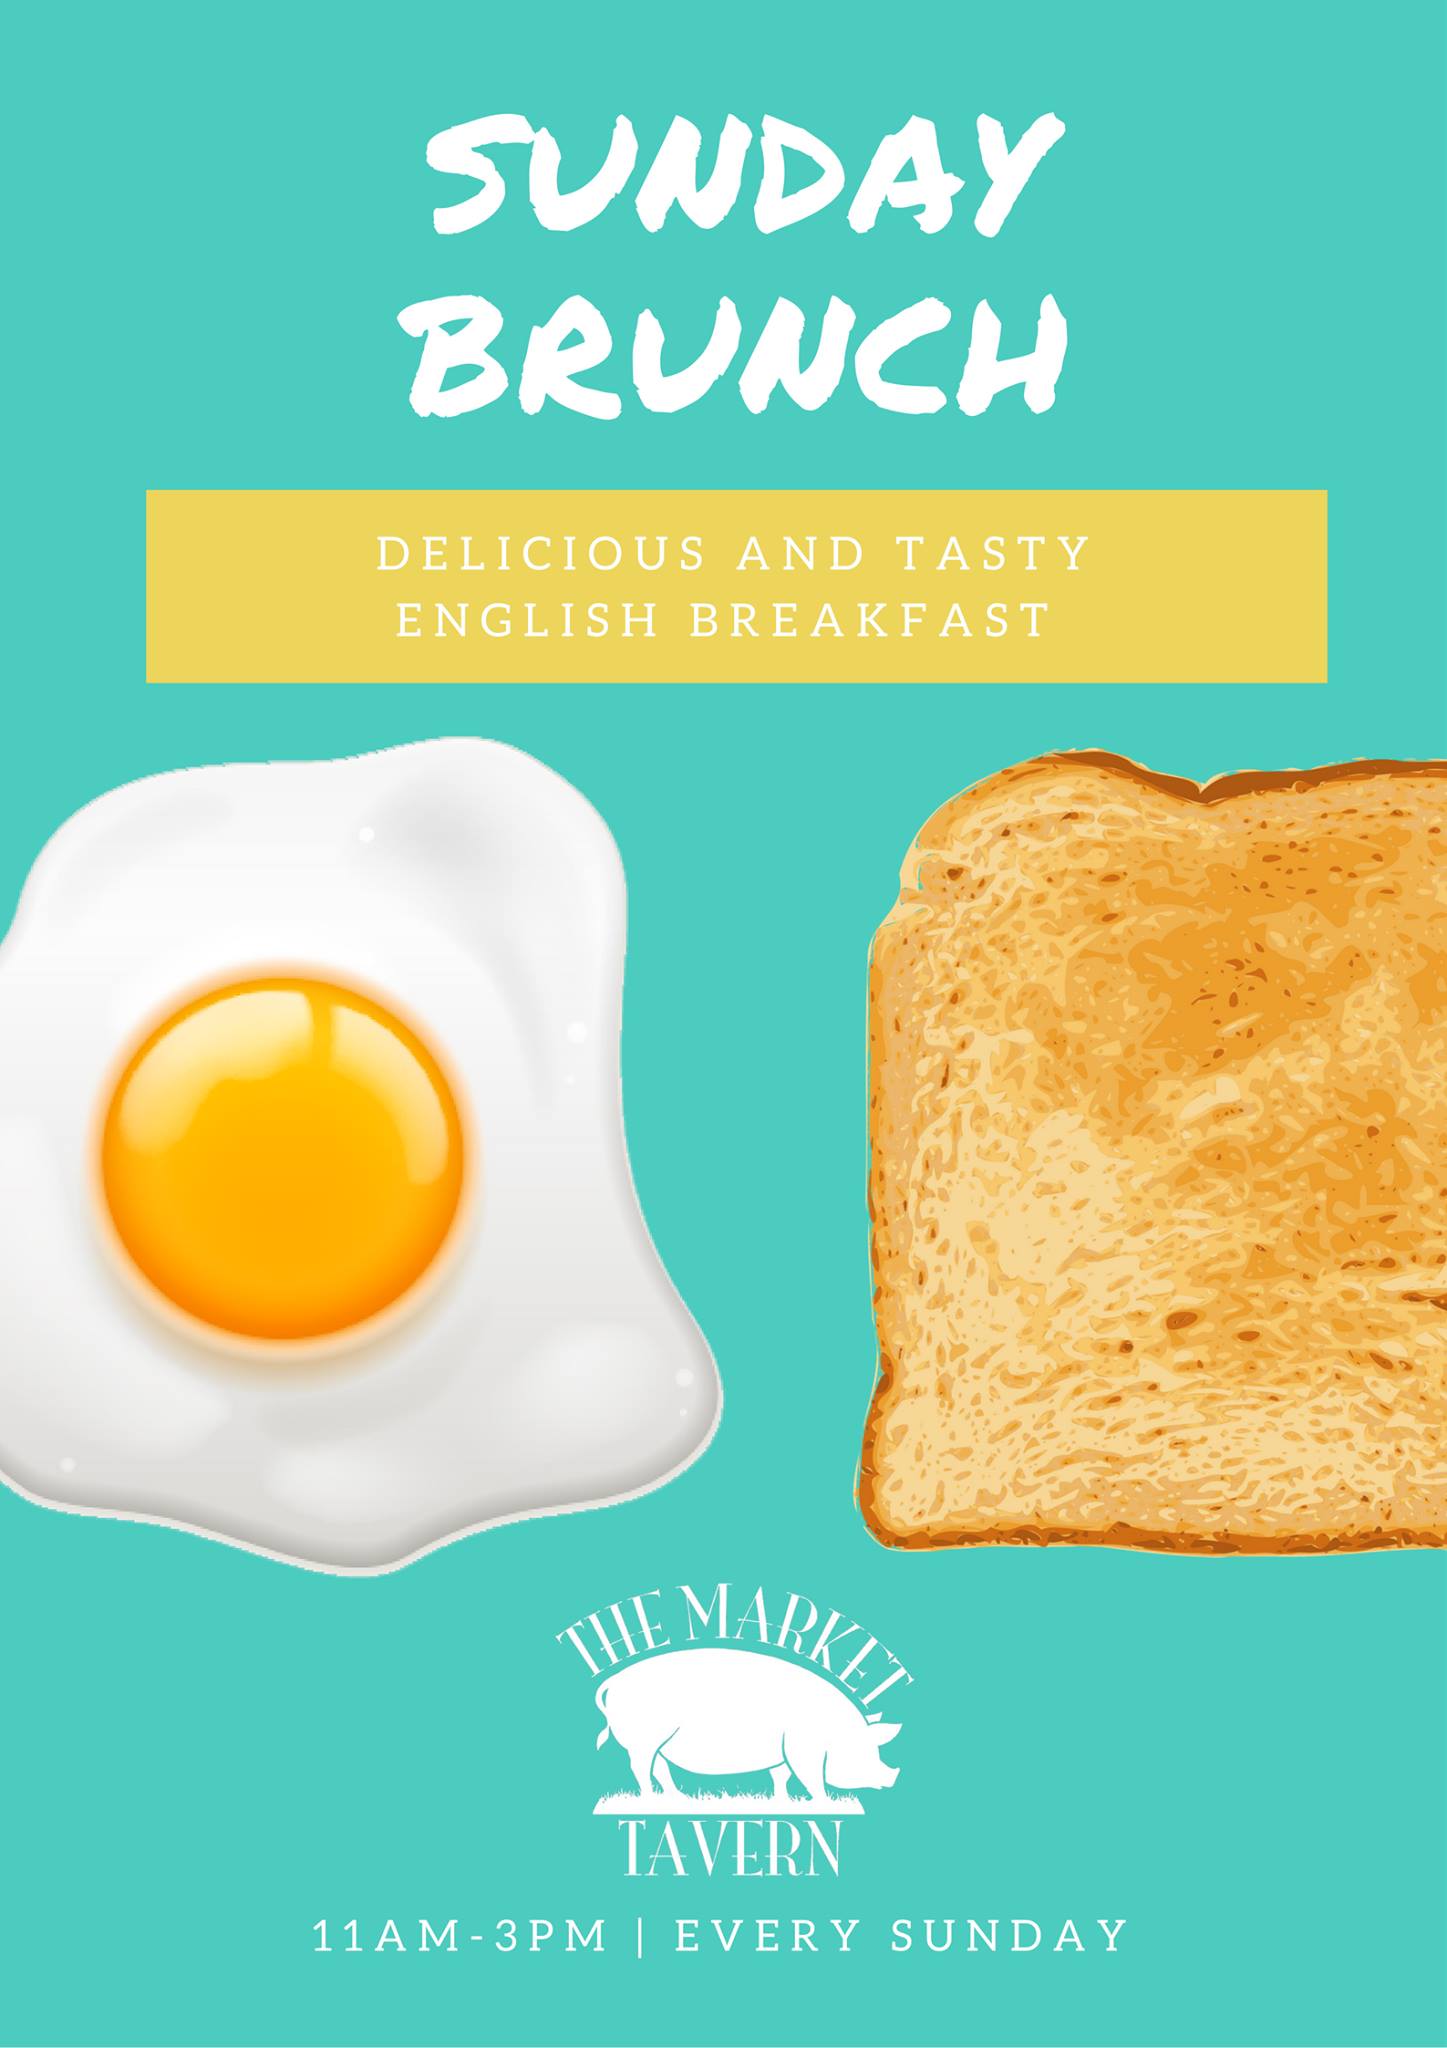 SUNDAY
BRUNCH
DELICIOUS AND TASTY
ENGLISH BREAKFAST
THE MARKET
TAVERN
11AM-3PM | EVERY SUNDAY